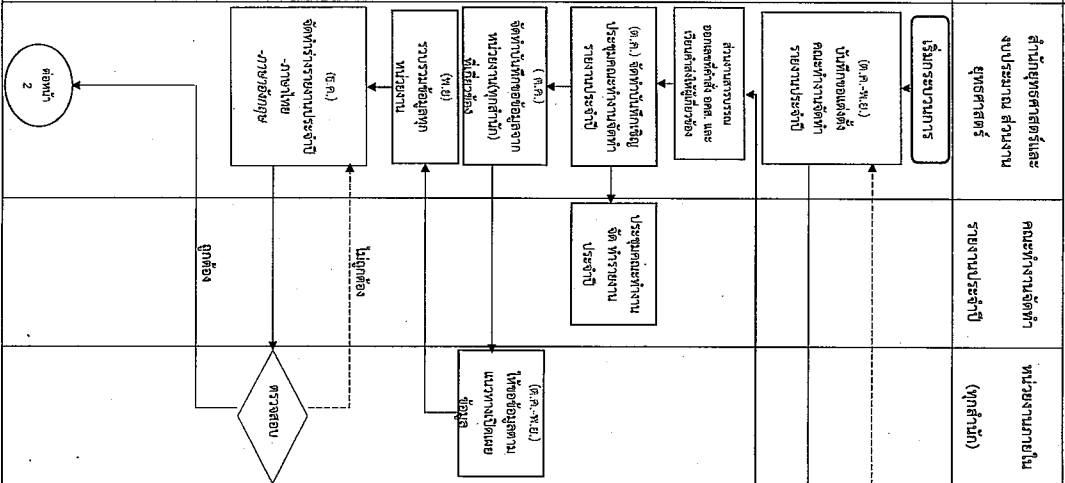 สำนักยุทธศาสตร์และ
งบประมาณ ส่วนงาน
ยุทธศาสตร์
คณะทำงานจัดทำ
รายงานประจำปี
หน่วยงานภายใน
(ทุกสำนัก)
เริ่มกระบวนการ
(ต.ค.-พ.ย.)
บันทึกขอแต่งตั้ง
คณะทำงานจัดทำ
รายงานประจำปี
ส่วนงานสารบรรณ
ออกเลขที่คำสั่ง อคส. และ
เวียนคำสั่งให้ผู้เกี่ยวข้อง
(ต.ค.) จัดทำบันทึกเชิญ
ประชุมคณะทำงานจัดทำ
รายงานประจำปี
ประชุมคณะทำงาน
จัด ทำรายงาน
ประจำปี
( ต.ค.)
จัดทำบันทึกขอข้อมูลจาก
หน่วยงาน(ทุกสำนัก)
ที่เกี่ยวข้อง
(ต.ค.-พ.ย.)
ให้ข้อมูลตาม
แนวทางเปิดเผย
ข้อมูล
(พ.ย)
รวบรวมข้อมูลทุก
หน่วยงาน
(ธ.ค.)
จัดทำร่างรายงานประจำปี
-ภาษาไทย
-ภาษาอังกฤษ
ไม่ถูกต้อง
ตรวจสอบ
ถูกต้อง
ต่อหน้า
2